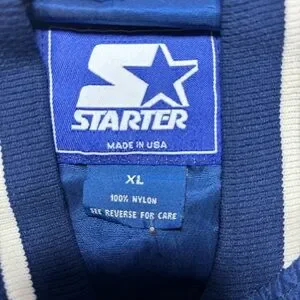 STARTER
MADE IN USA
XL
100% NYLON
SEE REVERSE FOR CARE